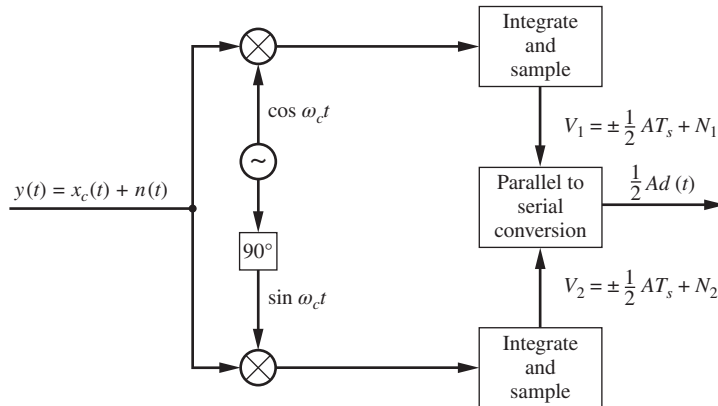 Integrate
and
sample
cos ω_c t
V_1 = ± 1/2 AT_s + N_1
~
y(t) = x_c(t) + n(t)
Parallel to
serial
conversion
1/2 Ad (t)
90°
sin ω_c t
V_2 = ± 1/2 AT_s + N_2
Integrate
and
sample